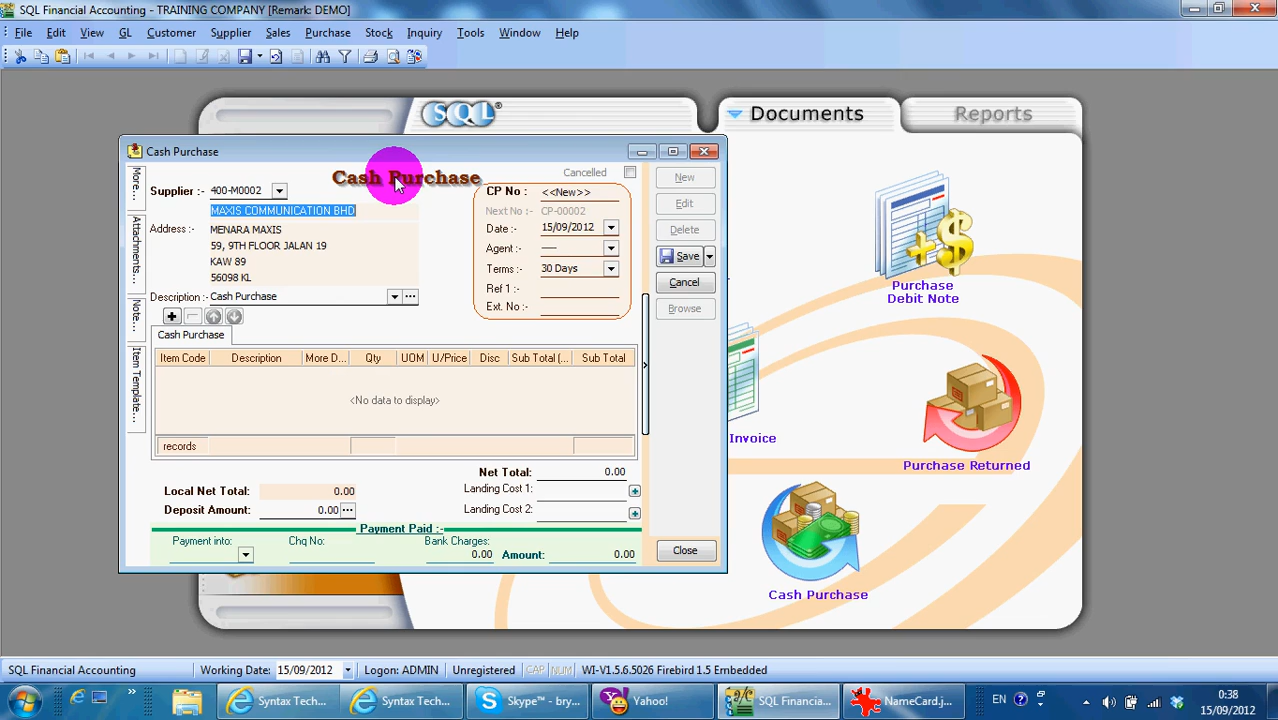 SQL Financial Accounting - TRAINING COMPANY [Remark: DEMO]
File Edit View GL Customer Supplier Sales Purchase Stock Inquiry Tools Window Help
SQL®
Documents
Reports
Cash Purchase
Cash Purchase
Cancelled
More...
Attachments...
Note...
Item Template...
Supplier :- 400-M0002
MAXIS COMMUNICATION BHD
Address :- MENARA MAXIS
59, 9TH FLOOR JALAN 19
KAW 89
56098 KL
Description :- Cash Purchase
CP No : <<New>>
Next No : CP-00002
Date : 15/09/2012
Agent : ----
Terms : 30 Days
Ref 1 :
Ext. No :
New
Edit
Delete
Save
Cancel
Browse
Cash Purchase
Item Code Description More D... Qty UOM U/Price Disc Sub Total (... Sub Total
<No data to display>
records
Net Total: 0.00
Local Net Total: 0.00
Landing Cost 1:
Deposit Amount: 0.00
Landing Cost 2:
Payment Paid :-
Payment into: Chq No: Bank Charges: 0.00 Amount: 0.00
Close
Purchase
Debit Note
Invoice
Purchase Returned
Cash Purchase
SQL Financial Accounting Working Date: 15/09/2012 Logon: ADMIN Unregistered CAP NUM WI-V1.5.6.5026 Firebird 1.5 Embedded
Syntax Tech... Syntax Tech... Skype™ - bry... Yahoo! SQL Financia... NameCard.j... EN 0:38
15/09/2012